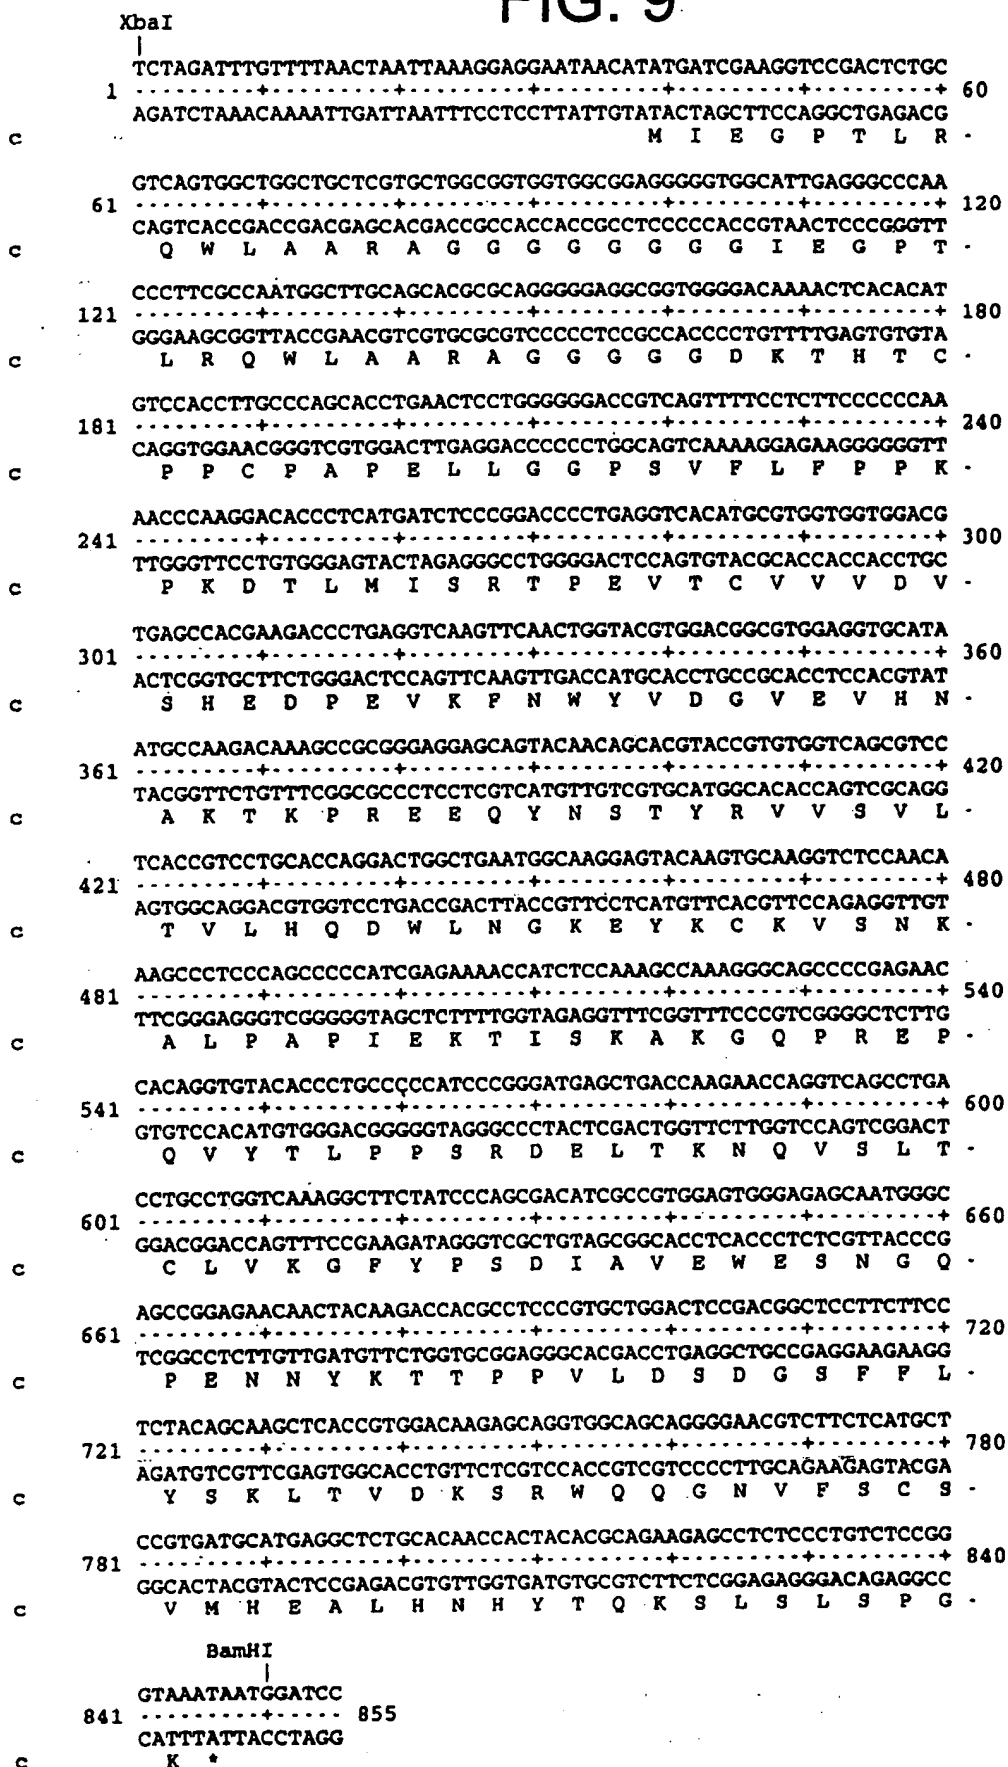 FIG. 9
XbaI
TCTAGATTTGTTTTAACTAATTAAAGGAGGAATAACATATGATCGAAGGTCCGACTCTGC
1 ---------+---------+---------+---------+---------+---------+ 60
AGATCTAAACAAAATTGATTAATTTCCTCCTTATTGTATACTAGCTTCCAGGCTGAGACG
c M I E G P T L R -
GTCAGTGGCTGGCTGCTCGTGCTGGCGGTGGTGGCGGAGGGGGTGGCATTGAGGGCCCAA
61 ---------+---------+---------+---------+---------+---------+ 120
CAGTCACCGACCGACGAGCACGACCGCCACCACCGCCTCCCCCACCGTAACTCCCGGGTT
c Q W L A A R A G G G G G G G G I E G P T -
CCCTTCGCCAATGGCTTGCAGCACGCGCAGGGGGAGGCGGTGGGGACAAAACTCACACAT
121 ---------+---------+---------+---------+---------+---------+ 180
GGGAAGCGGTTACCGAACGTCGTGCGCGTCCCCCTCCGCCACCCCTGTTTTGAGTGTGTA
c L R Q W L A A R A G G G G G D K T H T C -
GTCCACCTTGCCCAGCACCTGAACTCCTGGGGGGACCGTCAGTTTTCCTCTTCCCCCCAA
181 ---------+---------+---------+---------+---------+---------+ 240
CAGGTGGAACGGGTCGTGGACTTGAGGACCCCCCTGGCAGTCAAAAGGAGAAGGGGGGTT
c P P C P A P E L L G G P S V F L F P P K -
AACCCAAGGACACCCTCATGATCTCCCGGACCCCTGAGGTCACATGCGTGGTGGTGGACG
241 ---------+---------+---------+---------+---------+---------+ 300
TTGGGTTCCTGTGGGAGTACTAGAGGGCCTGGGGACTCCAGTGTACGCACCACCACCTGC
c P K D T L M I S R T P E V T C V V V D V -
TGAGCCACGAAGACCCTGAGGTCAAGTTCAACTGGTACGTGGACGGCGTGGAGGTGCATA
301 ---------+---------+---------+---------+---------+---------+ 360
ACTCGGTGCTTCTGGGACTCCAGTTCAAGTTGACCATGCACCTGCCGCACCTCCACGTAT
c S H E D P E V K F N W Y V D G V E V H N -
ATGCCAAGACAAAGCCGCGGGAGGAGCAGTACAACAGCACGTACCGTGTGGTCAGCGTCC
361 ---------+---------+---------+---------+---------+---------+ 420
TACGGTTCTGTTTCGGCGCCCTCCTCGTCATGTTGTCGTGCATGGCACACCAGTCGCAGG
c A K T K P R E E Q Y N S T Y R V V S V L -
TCACCGTCCTGCACCAGGACTGGCTGAATGGCAAGGAGTACAAGTGCAAGGTCTCCAACA
421 ---------+---------+---------+---------+---------+---------+ 480
AGTGGCAGGACGTGGTCCTGACCGACTTACCGTTCCTCATGTTCACGTTCCAGAGGTTGT
c T V L H Q D W L N G K E Y K C K V S N K -
AAGCCCTCCCAGCCCCCATCGAGAAAACCATCTCCAAAGCCAAAGGGCAGCCCCGAGAAC
481 ---------+---------+---------+---------+---------+---------+ 540
TTCGGGAGGGTCGGGGGTAGCTCTTTTGGTAGAGGTTTCGGTTTCCCGTCGGGGCTCTTG
c A L P A P I E K T I S K A K G Q P R E P -
CACAGGTGTACACCCTGCCCCCATCCCGGGATGAGCTGACCAAGAACCAGGTCAGCCTGA
541 ---------+---------+---------+---------+---------+---------+ 600
GTGTCCACATGTGGGACGGGGGTAGGGCCCTACTCGACTGGTTCTTGGTCCAGTCGGACT
c Q V Y T L P P S R D E L T K N Q V S L T -
CCTGCCTGGTCAAAGGCTTCTATCCCAGCGACATCGCCGTGGAGTGGGAGAGCAATGGGC
601 ---------+---------+---------+---------+---------+---------+ 660
GGACGGACCAGTTTCCGAAGATAGGGTCGCTGTAGCGGCACCTCACCCTCTCGTTACCCG
c C L V K G F Y P S D I A V E W E S N G Q -
AGCCGGAGAACAACTACAAGACCACGCCTCCCGTGCTGGACTCCGACGGCTCCTTCTTCC
661 ---------+---------+---------+---------+---------+---------+ 720
TCGGCCTCTTGTTGATGTTCTGGTGCGGAGGGCACGACCTGAGGCTGCCGAGGAAGAAGG
c P E N N Y K T T P P V L D S D G S F F L -
TCTACAGCAAGCTCACCGTGGACAAGAGCAGGTGGCAGCAGGGGAACGTCTTCTCATGCT
721 ---------+---------+---------+---------+---------+---------+ 780
AGATGTCGTTCGAGTGGCACCTGTTCTCGTCCACCGTCGTCCCCTTGCAGAAGAGTACGA
c Y S K L T V D K S R W Q Q G N V F S C S -
CCGTGATGCATGAGGCTCTGCACAACCACTACACGCAGAAGAGCCTCTCCCTGTCTCCGG
781 ---------+---------+---------+---------+---------+---------+ 840
GGCACTACGTACTCCGAGACGTGTTGGTGATGTGCGTCTTCTCGGAGAGGGACAGAGGCC
c V M H E A L H N H Y T Q K S L S L S P G -
BamHI
GTAAATAATGGATCC
841 ---------+----- 855
CATTTATTACCTAGG
c K *